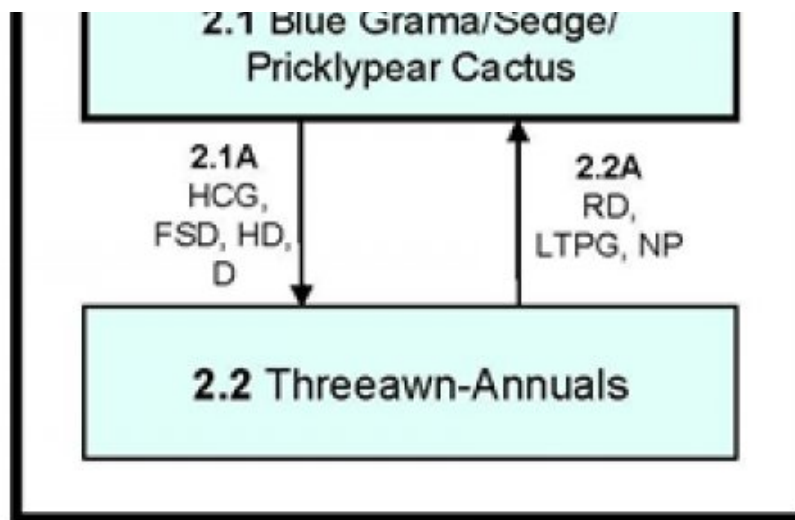 2.1 Blue Grama/Sedge/
Pricklypear Cactus
2.1A
HCG,
FSD, HD,
D
2.2A
RD,
LTPG, NP
2.2 Threeawn-Annuals